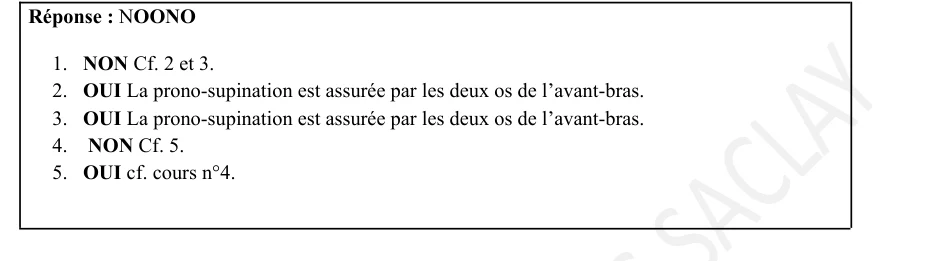 Réponse : NOONO
1. NON Cf. 2 et 3.
2. OUI La prono-supination est assurée par les deux os de l’avant-bras.
3. OUI La prono-supination est assurée par les deux os de l’avant-bras.
4. NON Cf. 5.
5. OUI cf. cours n°4.
S SACLAY